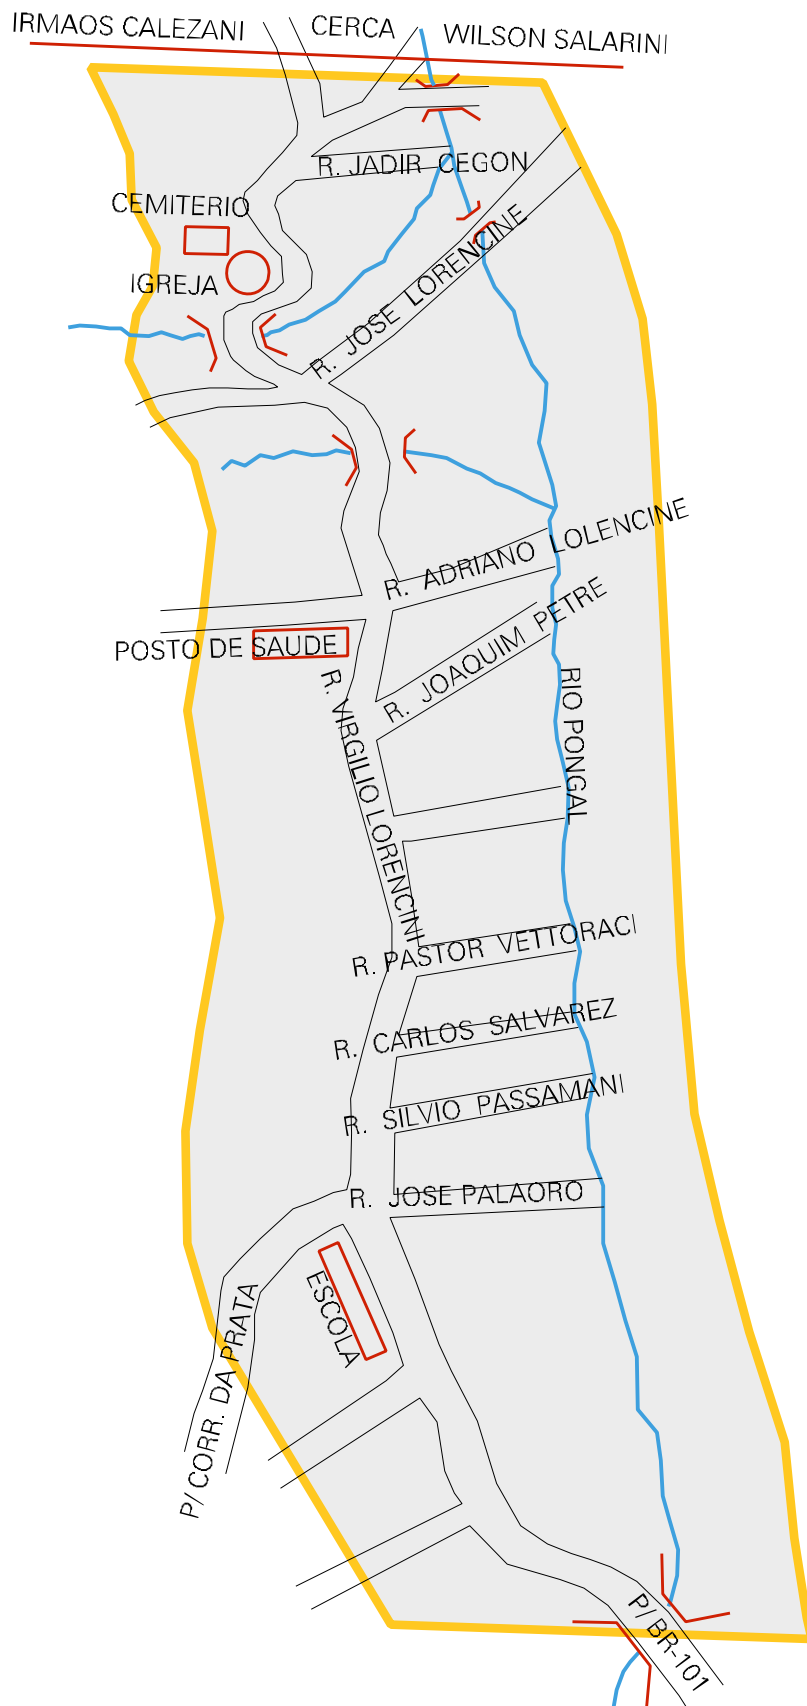 IRMAOS CALEZANI
CERCA
WILSON SALARINI
R. JADIR CEGON
CEMITERIO
IGREJA
R. JOSE LORENCINE
R. ADRIANO LOLENCINE
R. JOAQUIM PETRE
POSTO DE SAUDE
R. VIRGILIO LORENCINI
RIO PONGAL
R. PASTOR VETTORACI
R. CARLOS SALVAREZ
R. SILVIO PASSAMANI
R. JOSE PALAORO
ESCOLA
P/ CORR. DA PRATA
P/ BR-101